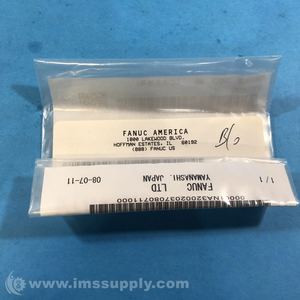 FANUC AMERICA
1800 LAKEWOOD BLVD.
HOFFMAN ESTATES, IL 60192
(888) FANUC US
B/O
1/1
FANUC LTD
YAMANASHI, JAPAN
08-07-11
www.imssupply.com